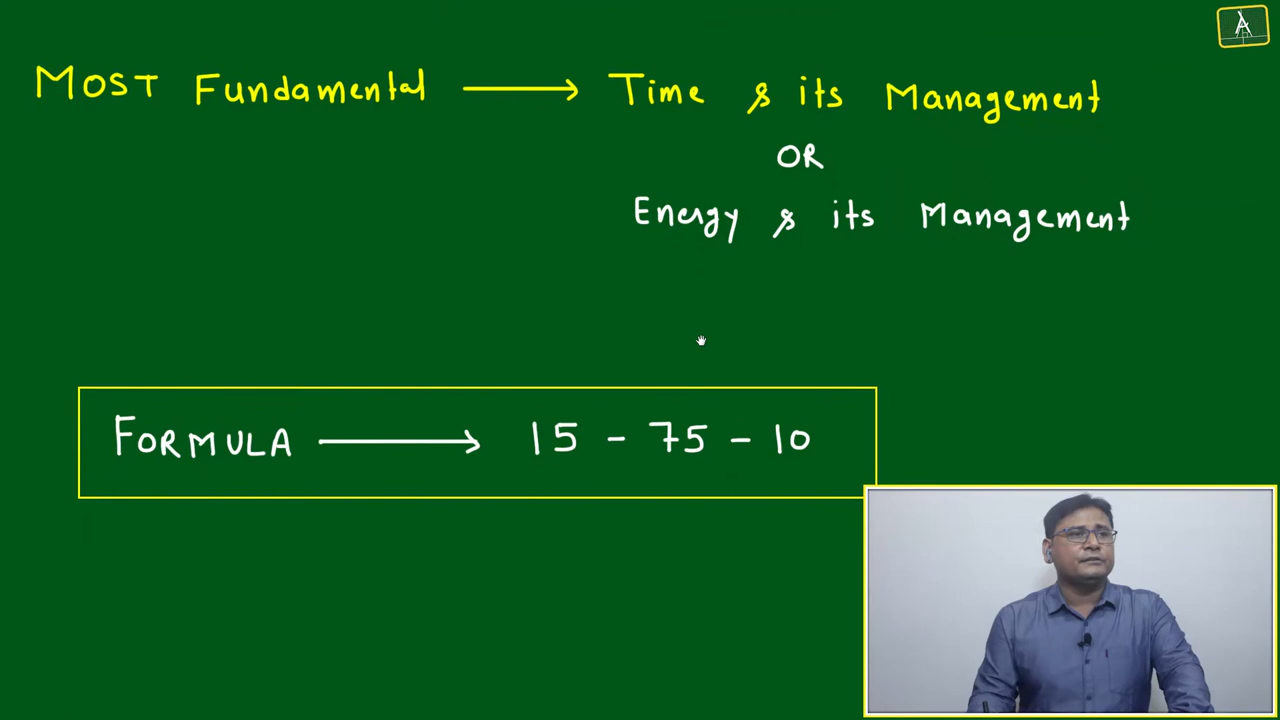 MOST Fundamental ⟶ Time & its Management
OR
Energy & its Management
FORMULA ⟶ 15 - 75 - 10